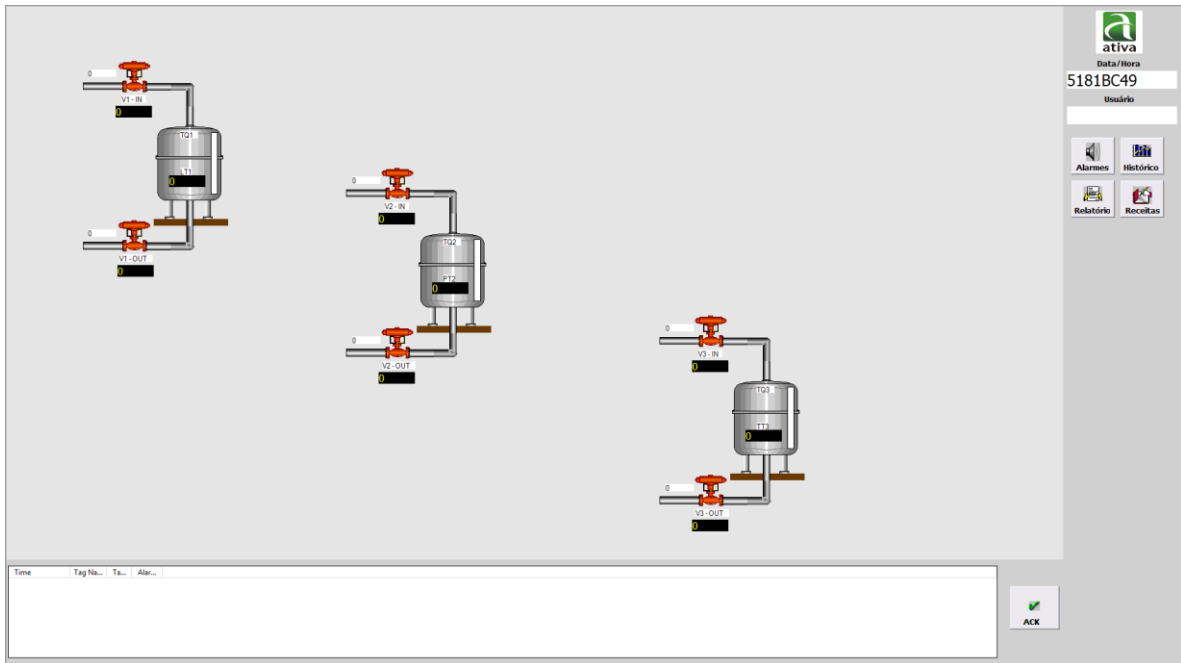 ativa
Data/Hora
5181BC49
Usuário
Alarmes
Histórico
Relatório
Receitas
0
V1 - IN
0
TQ1
LT1
0
0
V1 - OUT
0
0
V2 - IN
0
TQ2
PT2
0
0
V2 - OUT
0
0
V3 - IN
0
TQ3
TT3
0
0
V3 - OUT
0
Time Tag Na... Ta... Alar...
ACK